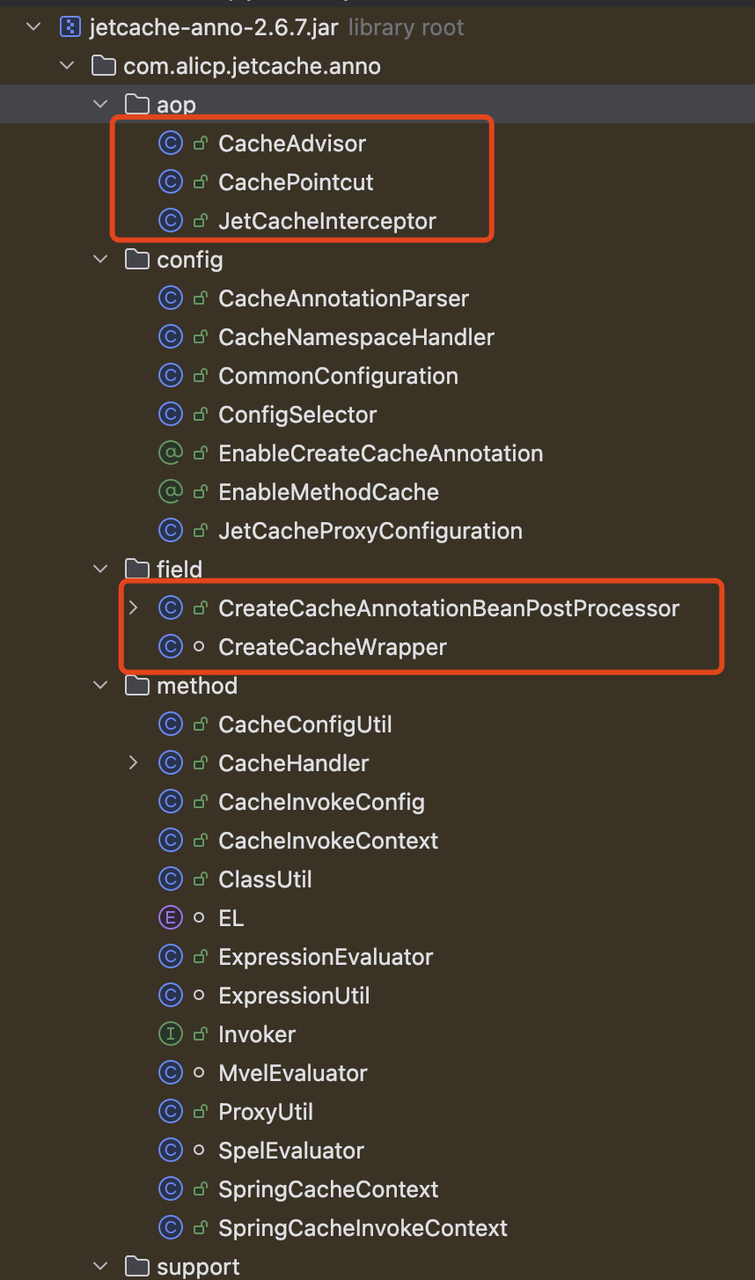 jetcache-anno-2.6.7.jar library root
com.alicp.jetcache.anno
aop
CacheAdvisor
CachePointcut
JetCacheInterceptor
config
CacheAnnotationParser
CacheNamespaceHandler
CommonConfiguration
ConfigSelector
EnableCreateCacheAnnotation
EnableMethodCache
JetCacheProxyConfiguration
field
CreateCacheAnnotationBeanPostProcessor
CreateCacheWrapper
method
CacheConfigUtil
CacheHandler
CacheInvokeConfig
CacheInvokeContext
ClassUtil
EL
ExpressionEvaluator
ExpressionUtil
Invoker
MvelEvaluator
ProxyUtil
SpelEvaluator
SpringCacheContext
SpringCacheInvokeContext
support